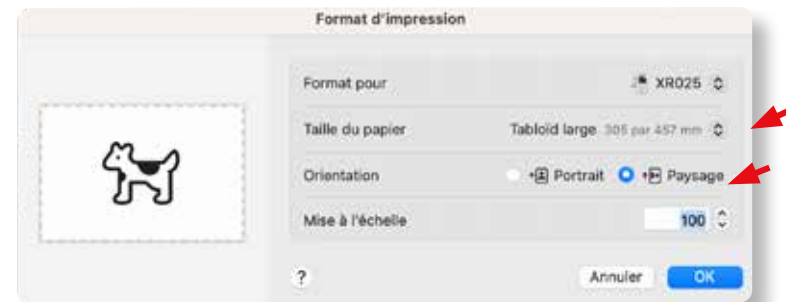 Format d'impression
Format pour XR025
Taille du papier Tabloïd large 305 par 457 mm
Orientation Portrait Paysage
Mise à l'échelle 100
? Annuler OK